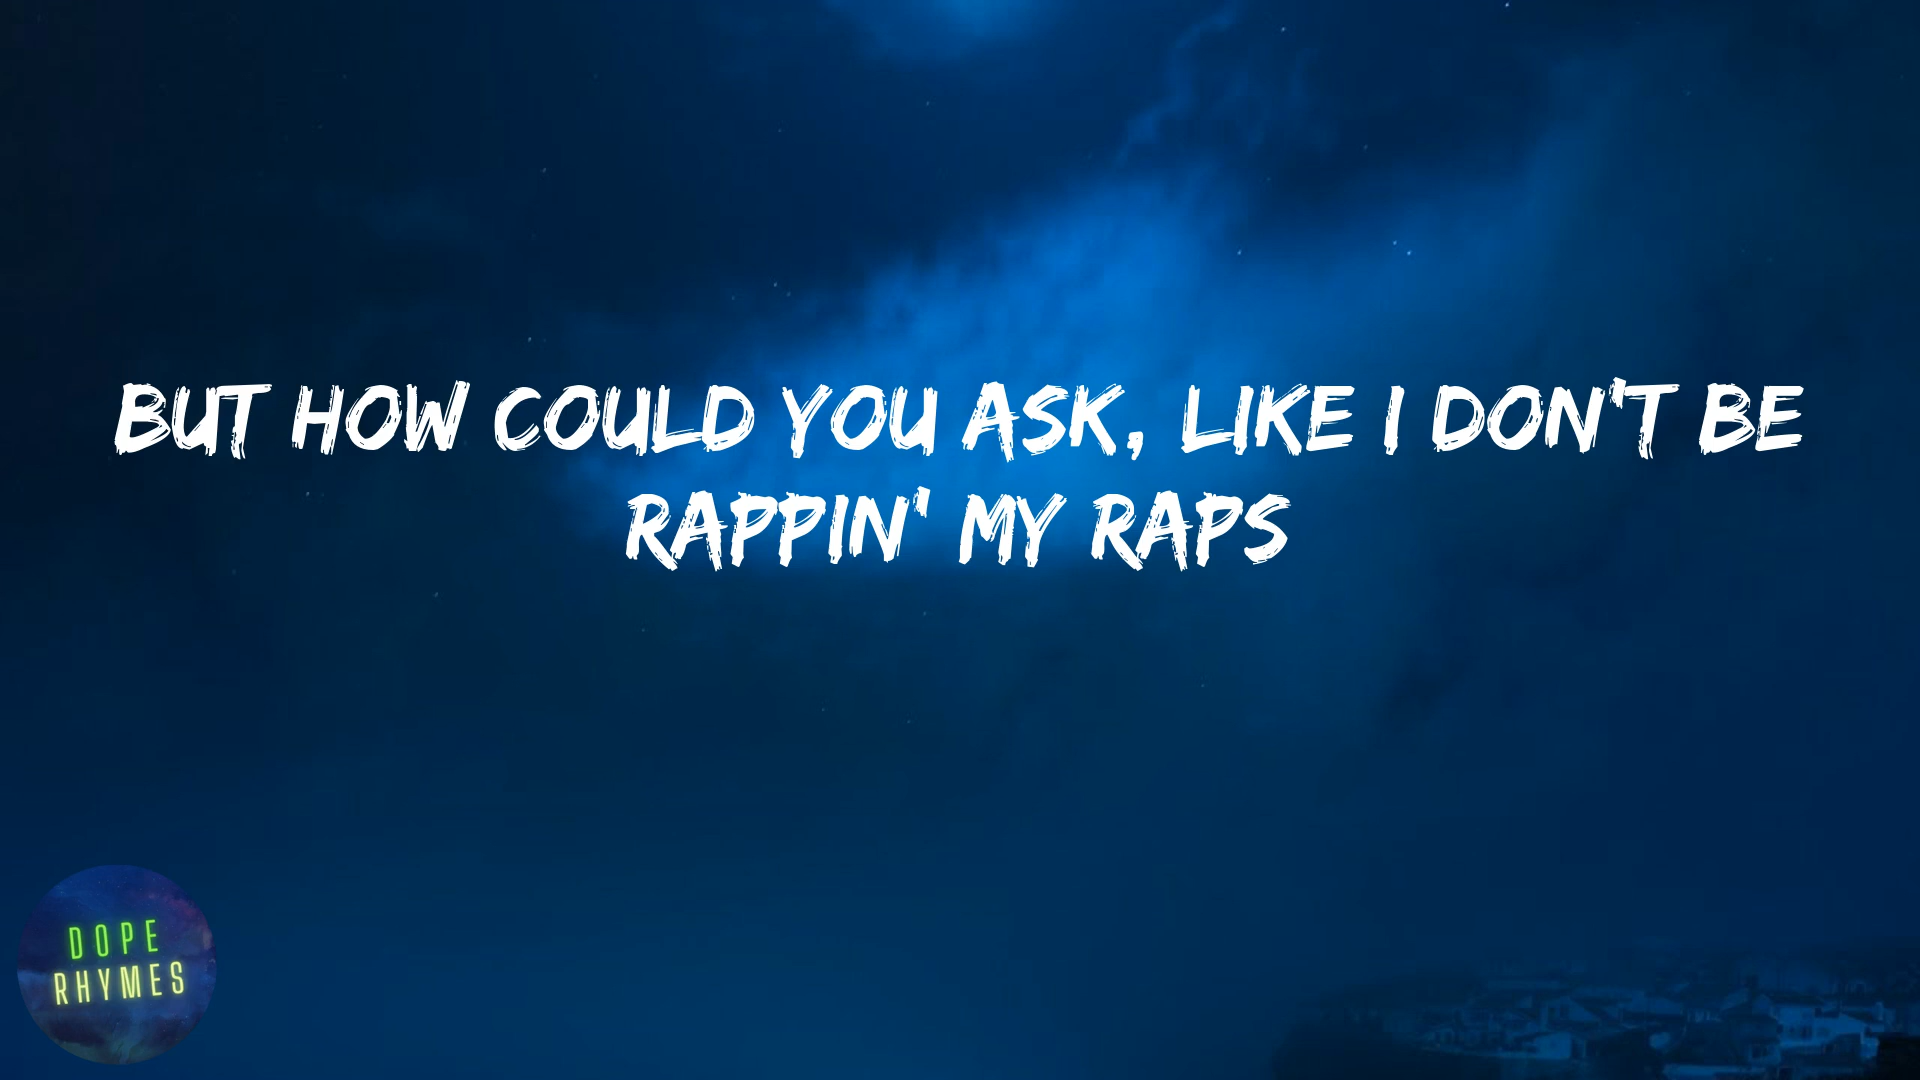 BUT HOW COULD YOU ASK, LIKE I DON'T BE
RAPPIN' MY RAPS
DOPE
RHYMES